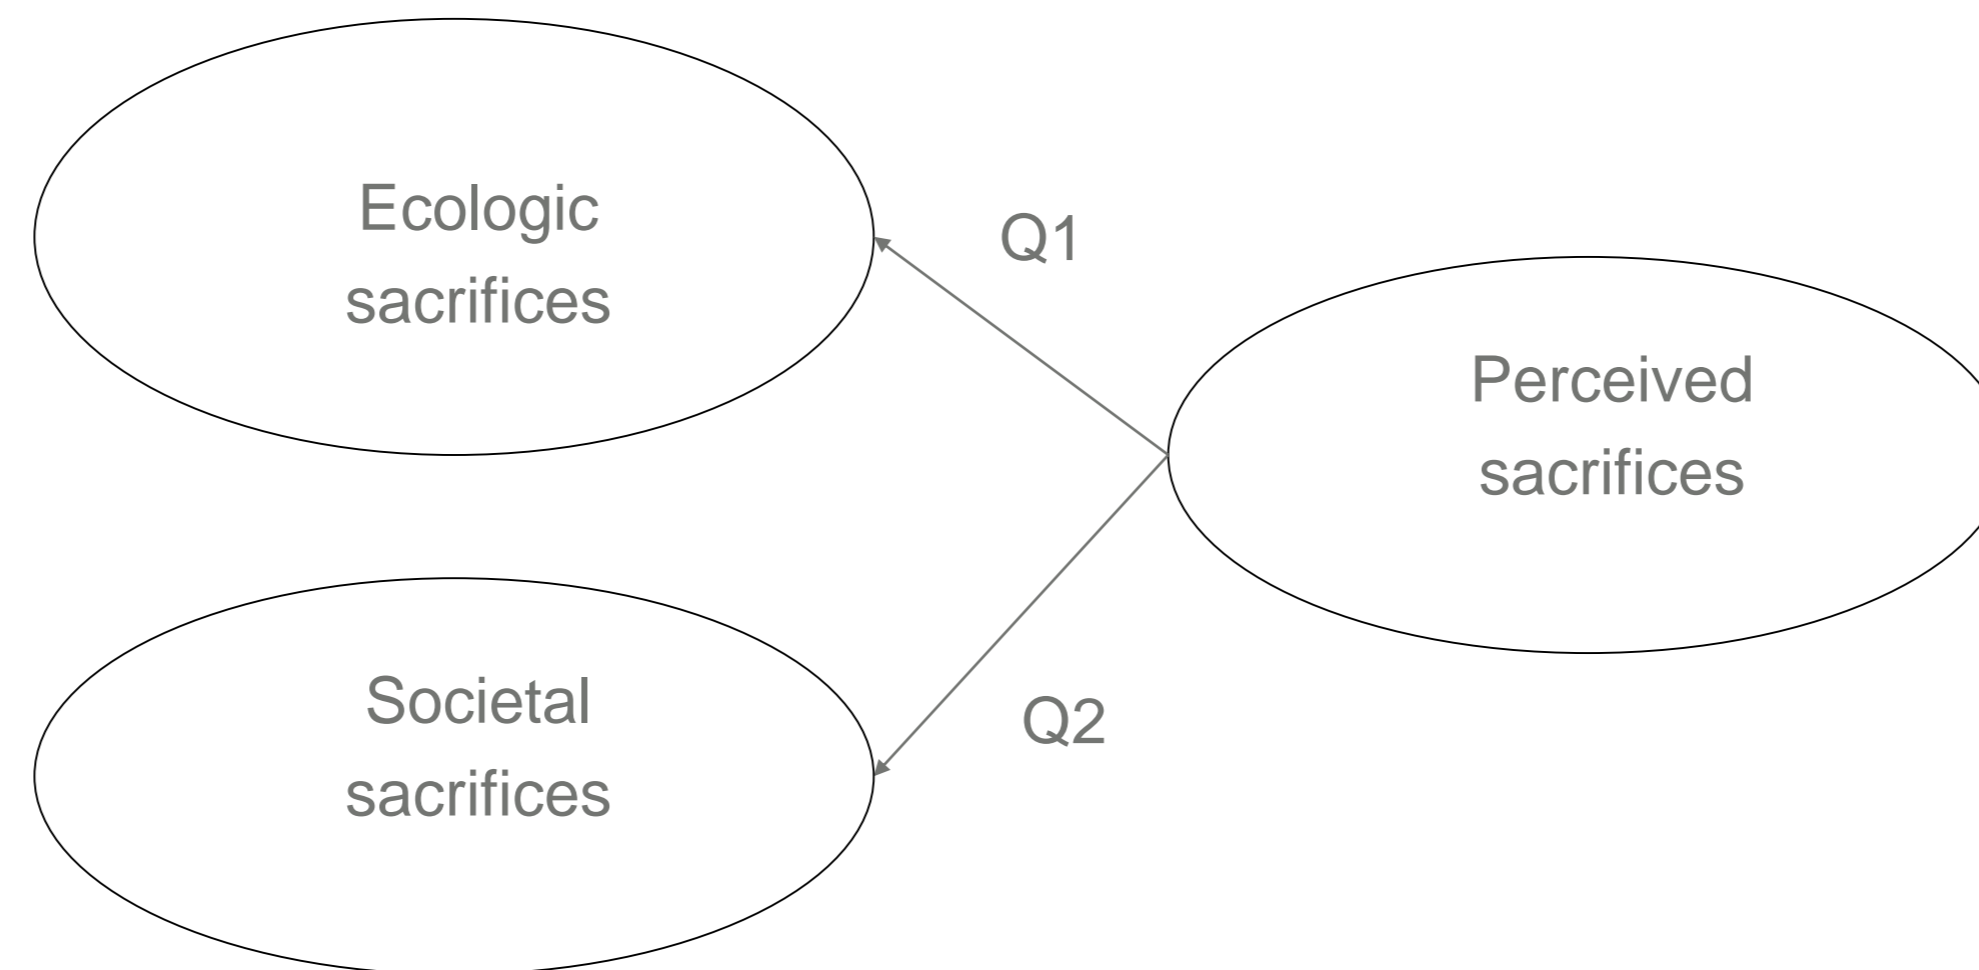 Ecologic
sacrifices
Q1
Perceived
sacrifices
Societal
sacrifices
Q2